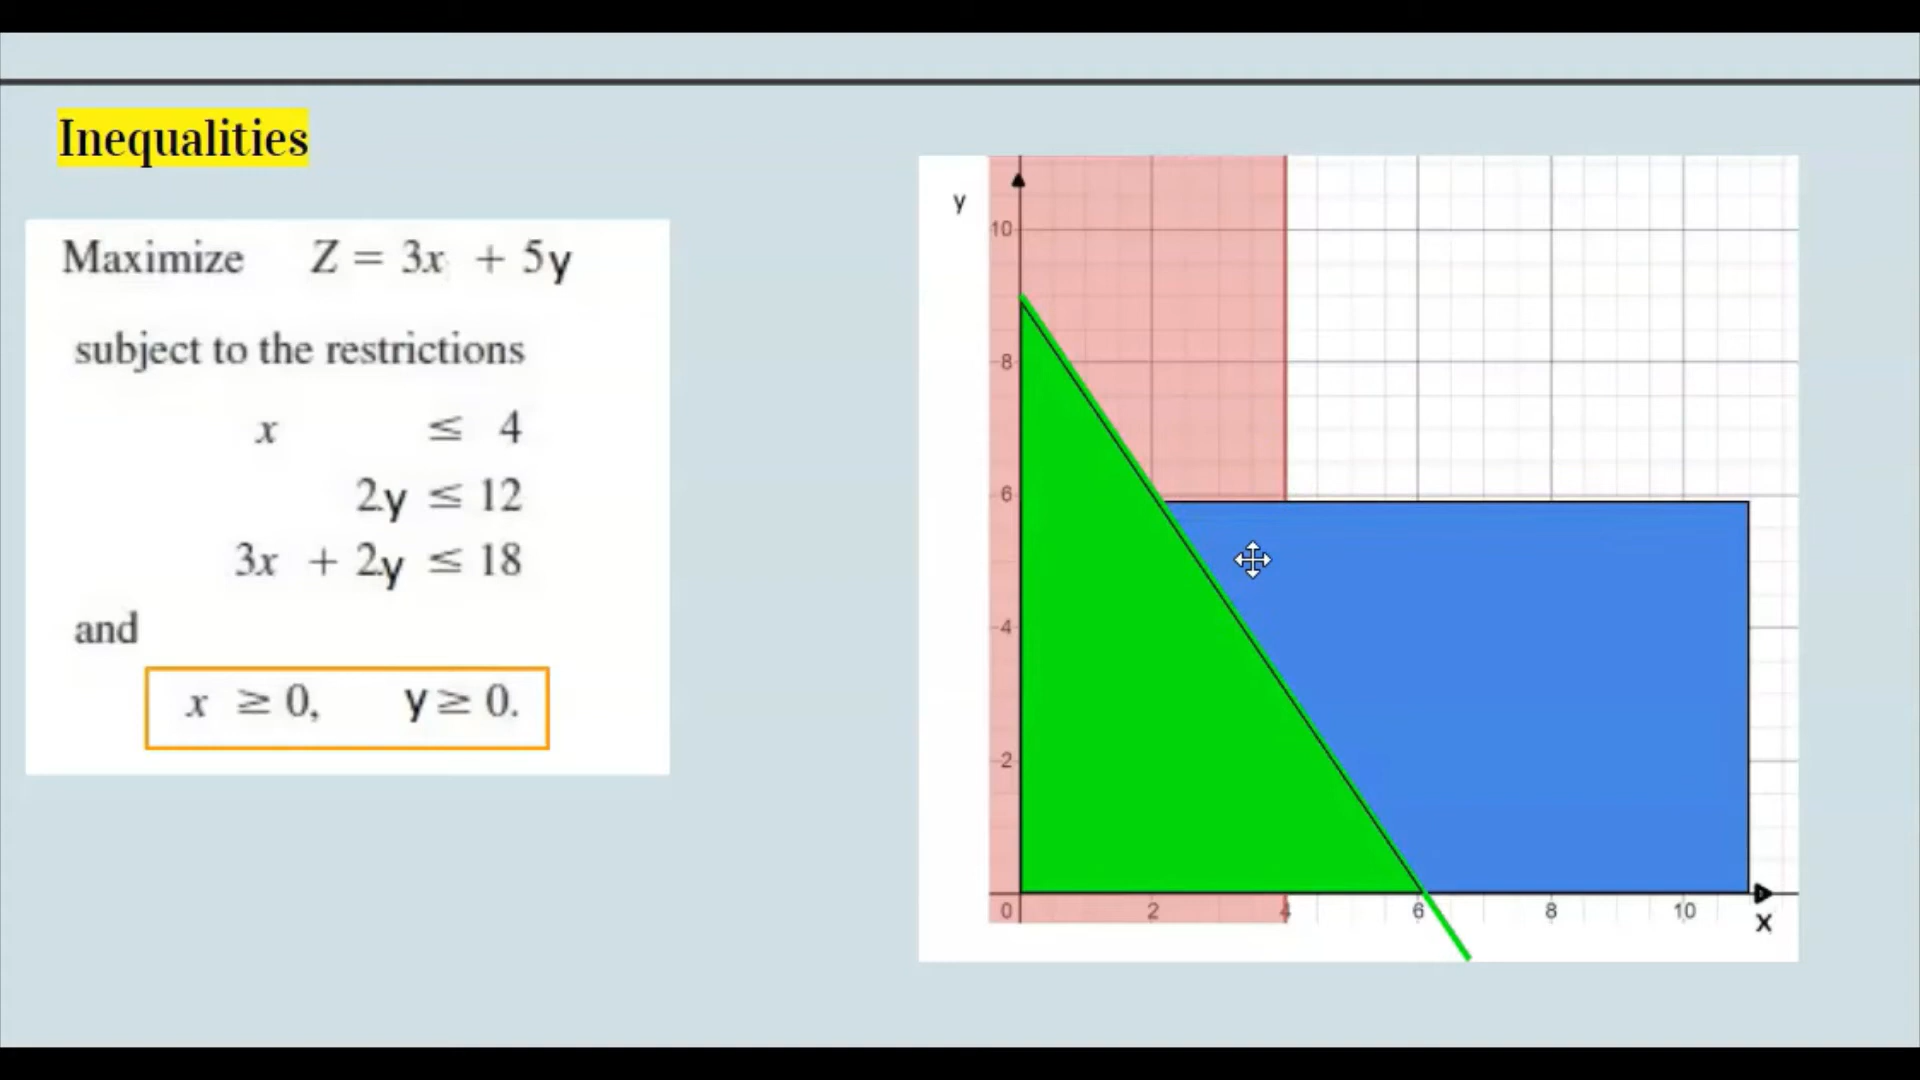 Inequalities
Maximize Z = 3x + 5y
subject to the restrictions
x ≤ 4
2y ≤ 12
3x + 2y ≤ 18
and
x ≥ 0, y ≥ 0.
y
10
8
6
4
2
0 2 4 6 8 10
x